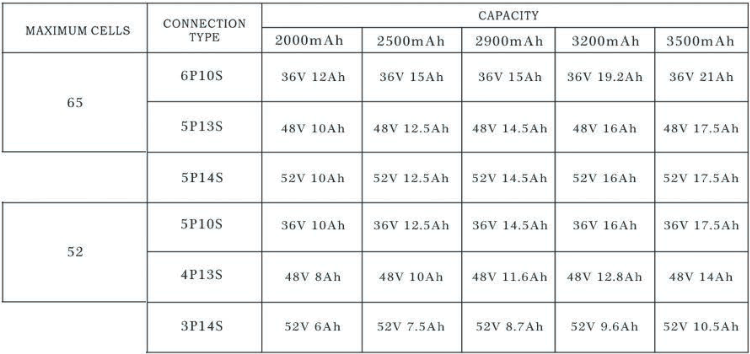 MAXIMUM CELLS CONNECTION TYPE CAPACITY
2000mAh 2500mAh 2900mAh 3200mAh 3500mAh
65
6P10S 36V 12Ah 36V 15Ah 36V 15Ah 36V 19.2Ah 36V 21Ah
5P13S 48V 10Ah 48V 12.5Ah 48V 14.5Ah 48V 16Ah 48V 17.5Ah
5P14S 52V 10Ah 52V 12.5Ah 52V 14.5Ah 52V 16Ah 52V 17.5Ah
52
5P10S 36V 10Ah 36V 12.5Ah 36V 14.5Ah 36V 16Ah 36V 17.5Ah
4P13S 48V 8Ah 48V 10Ah 48V 11.6Ah 48V 12.8Ah 48V 14Ah
3P14S 52V 6Ah 52V 7.5Ah 52V 8.7Ah 52V 9.6Ah 52V 10.5Ah